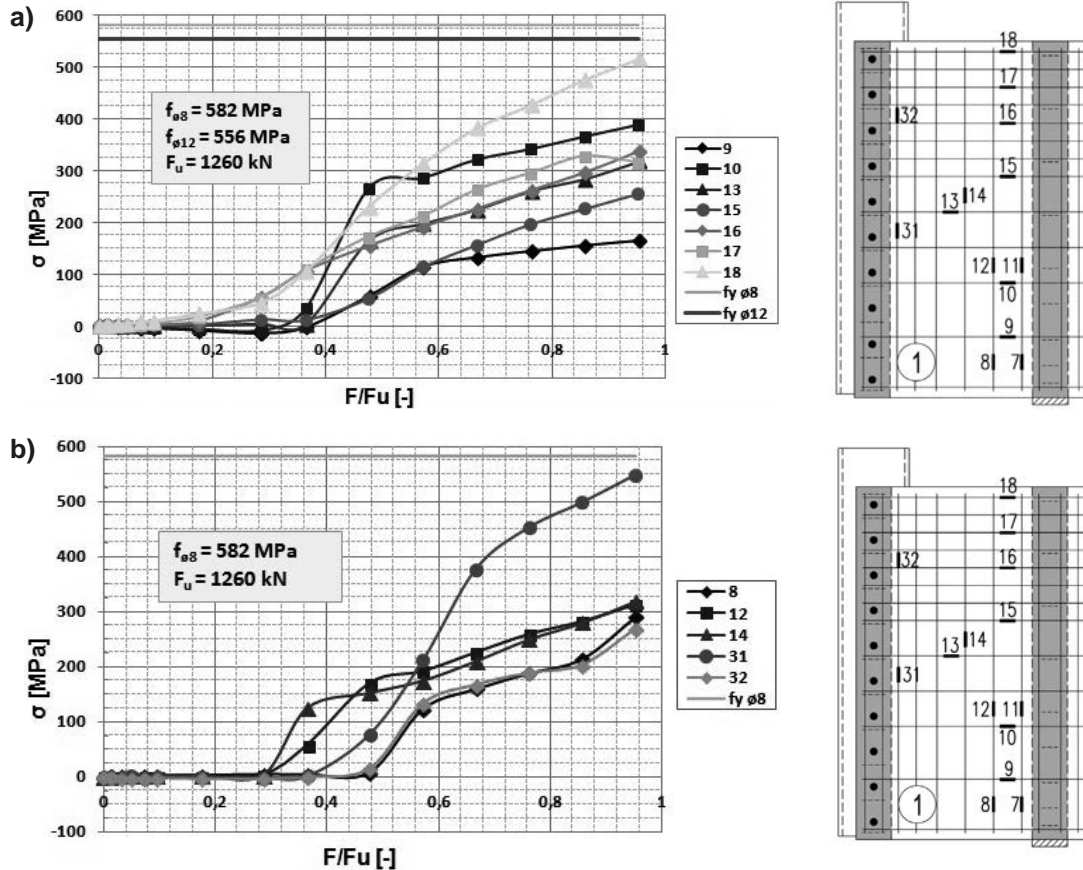 a)
600
500
400
300
200
100
0
-100
σ [MPa]
fø8 = 582 MPa
fø12 = 556 MPa
Fu = 1260 kN
0 0,2 0,4 0,6 0,8 1
F/Fu [-]
9
10
13
15
16
17
18
fy ø8
fy ø12
18
17
32 16
15
13 14
31
12 11
10
9
1 8 7
b)
600
500
400
300
200
100
0
-100
σ [MPa]
fø8 = 582 MPa
Fu = 1260 kN
0 0,2 0,4 0,6 0,8 1
F/Fu [-]
8
12
14
31
32
fy ø8
18
17
32 16
15
13 14
31
12 11
10
9
1 8 7